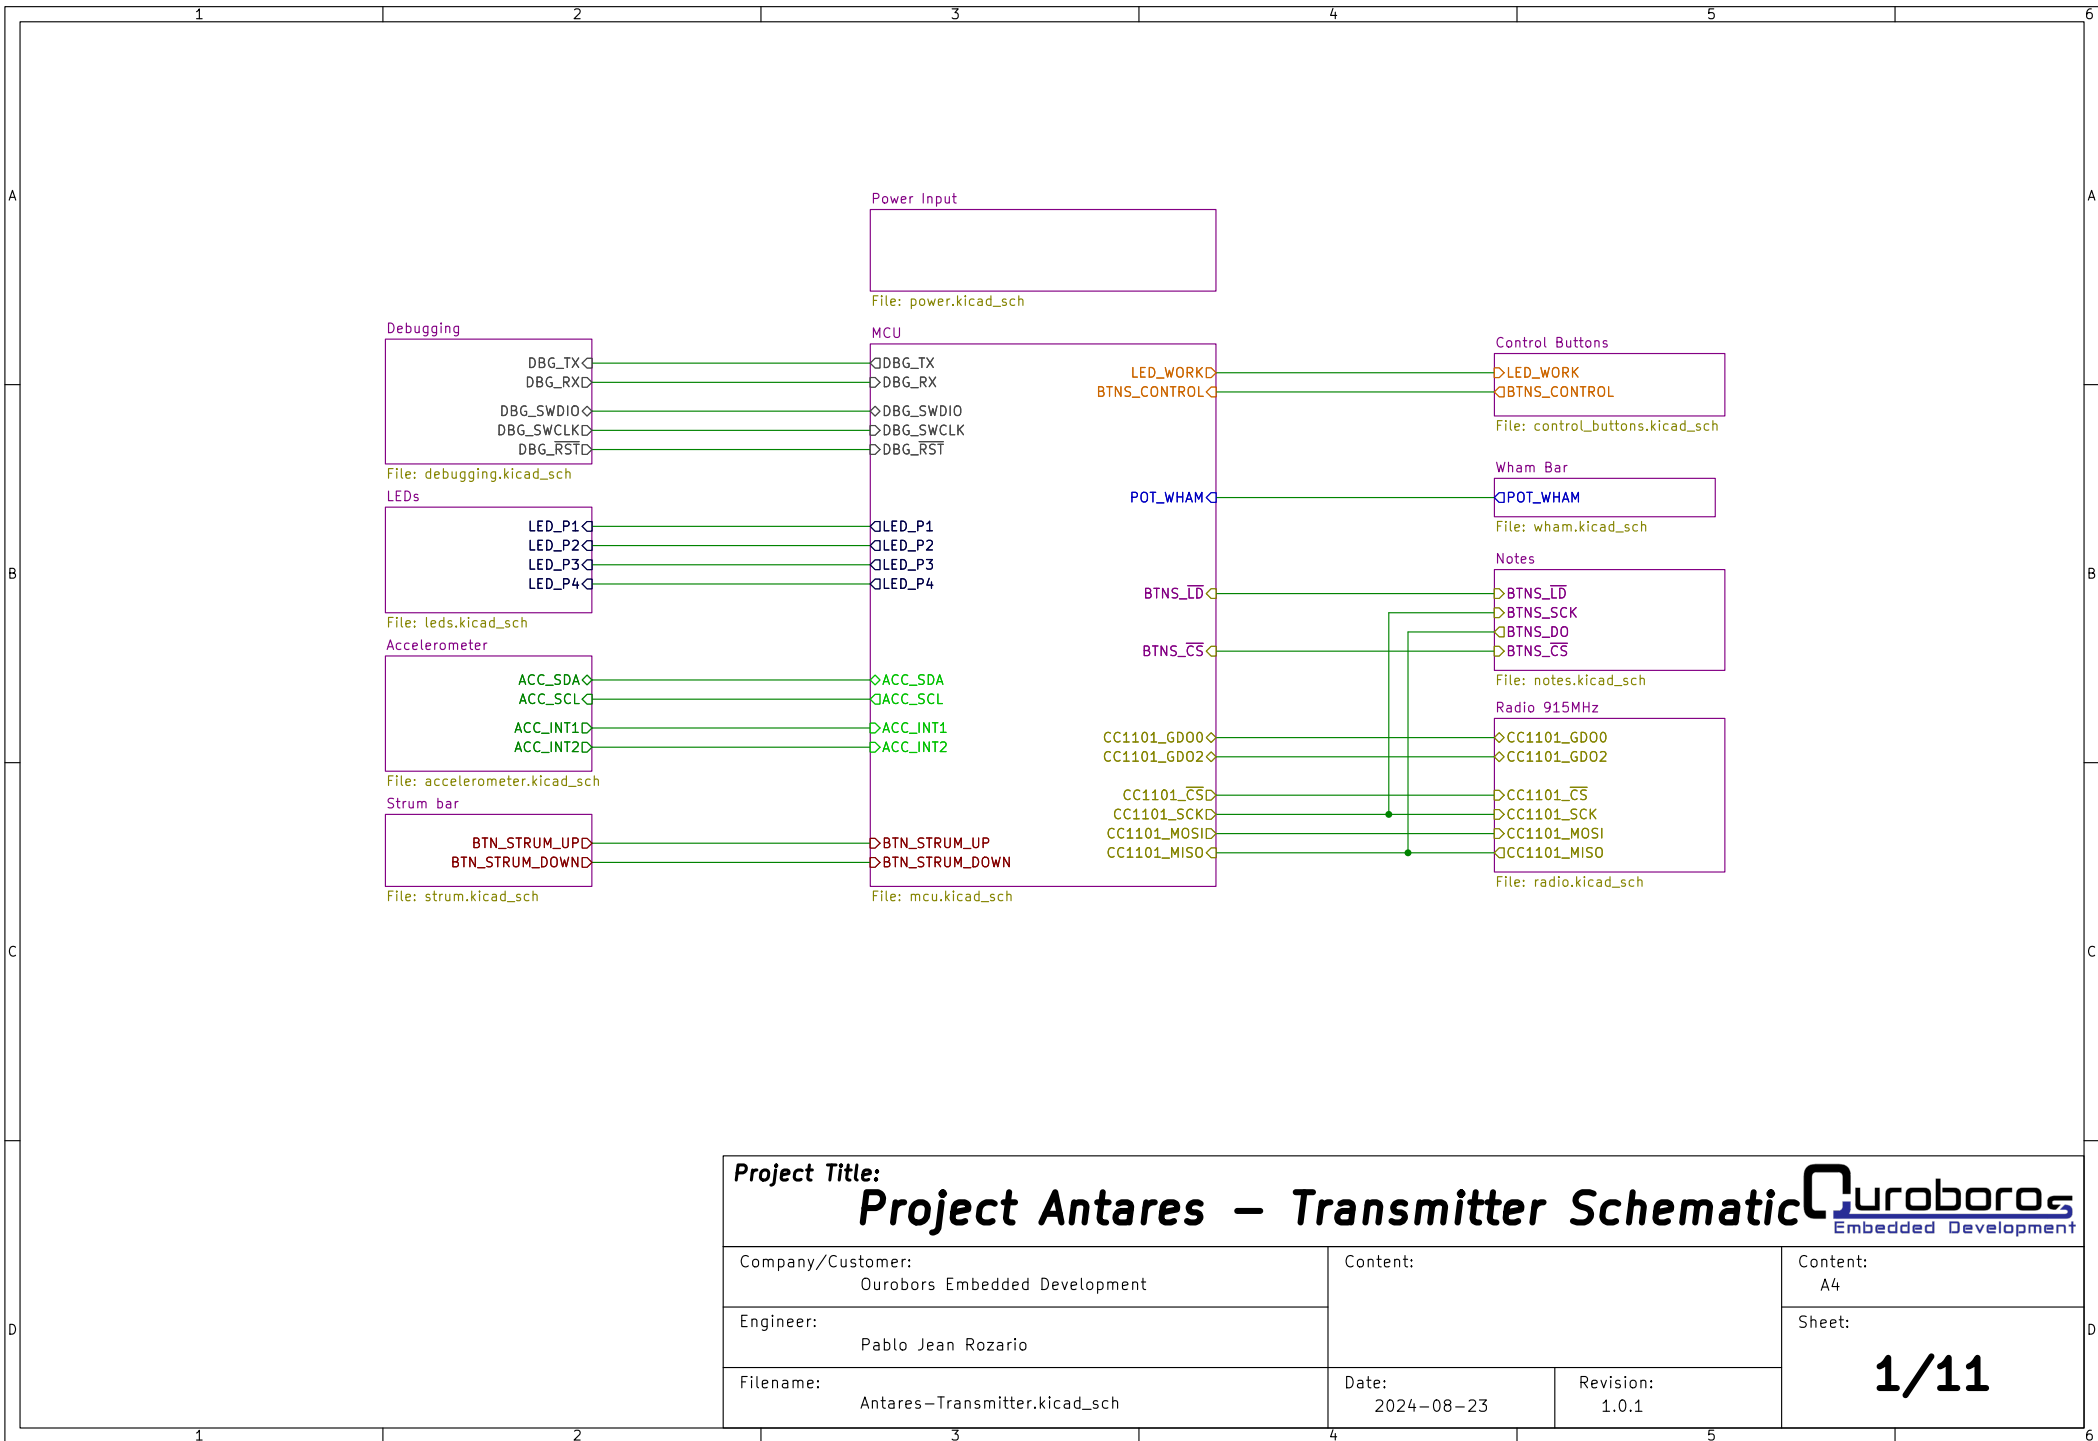 1 2 3 4 5 6
A A
Power Input
File: power.kicad_sch
Debugging
DBG_TX
DBG_RX
DBG_SWDIO
DBG_SWCLK
DBG_RST
File: debugging.kicad_sch
LEDs
LED_P1
LED_P2
LED_P3
LED_P4
File: leds.kicad_sch
Accelerometer
ACC_SDA
ACC_SCL
ACC_INT1
ACC_INT2
File: accelerometer.kicad_sch
Strum bar
BTN_STRUM_UP
BTN_STRUM_DOWN
File: strum.kicad_sch
MCU
DBG_TX
DBG_RX
DBG_SWDIO
DBG_SWCLK
DBG_RST
LED_P1
LED_P2
LED_P3
LED_P4
ACC_SDA
ACC_SCL
ACC_INT1
ACC_INT2
BTN_STRUM_UP
BTN_STRUM_DOWN
LED_WORK
BTNS_CONTROL
POT_WHAM
BTNS_LD
BTNS_CS
CC1101_GDO0
CC1101_GDO2
CC1101_CS
CC1101_SCK
CC1101_MOSI
CC1101_MISO
File: mcu.kicad_sch
Control Buttons
LED_WORK
BTNS_CONTROL
File: control_buttons.kicad_sch
Wham Bar
POT_WHAM
File: wham.kicad_sch
Notes
BTNS_LD
BTNS_SCK
BTNS_DO
BTNS_CS
File: notes.kicad_sch
Radio 915MHz
CC1101_GDO0
CC1101_GDO2
CC1101_CS
CC1101_SCK
CC1101_MOSI
CC1101_MISO
File: radio.kicad_sch
B B
C C
D D
Project Title:
Project Antares - Transmitter Schematic
Ouroboros
Embedded Development
Company/Customer:
Ourobors Embedded Development
Content:
Content:
A4
Engineer:
Pablo Jean Rozario
Sheet:
1/11
Filename:
Antares-Transmitter.kicad_sch
Date:
2024-08-23
Revision:
1.0.1
1 2 3 4 5 6